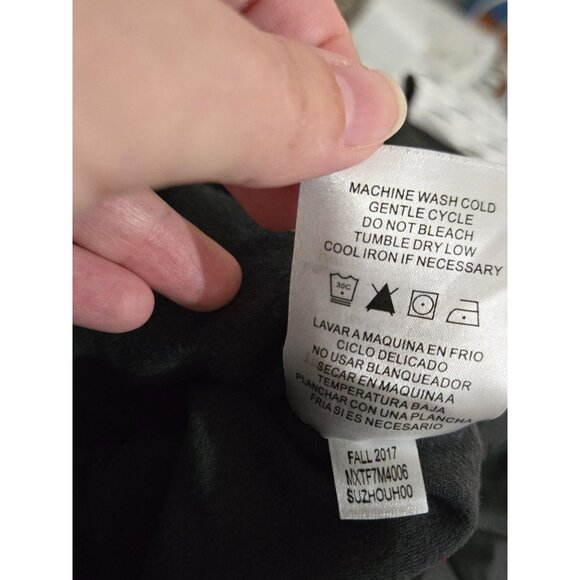 MACHINE WASH COLD
GENTLE CYCLE
DO NOT BLEACH
TUMBLE DRY LOW
COOL IRON IF NECESSARY
30C
LAVAR A MAQUINA EN FRIO
CICLO DELICADO
NO USAR BLANQUEADOR
SECAR EN MAQUINA A
TEMPERATURA BAJA
PLANCHAR CON UNA PLANCHA
FRIA SI ES NECESARIO
FALL 2017
MXTF7M4006
SUZHOUH00